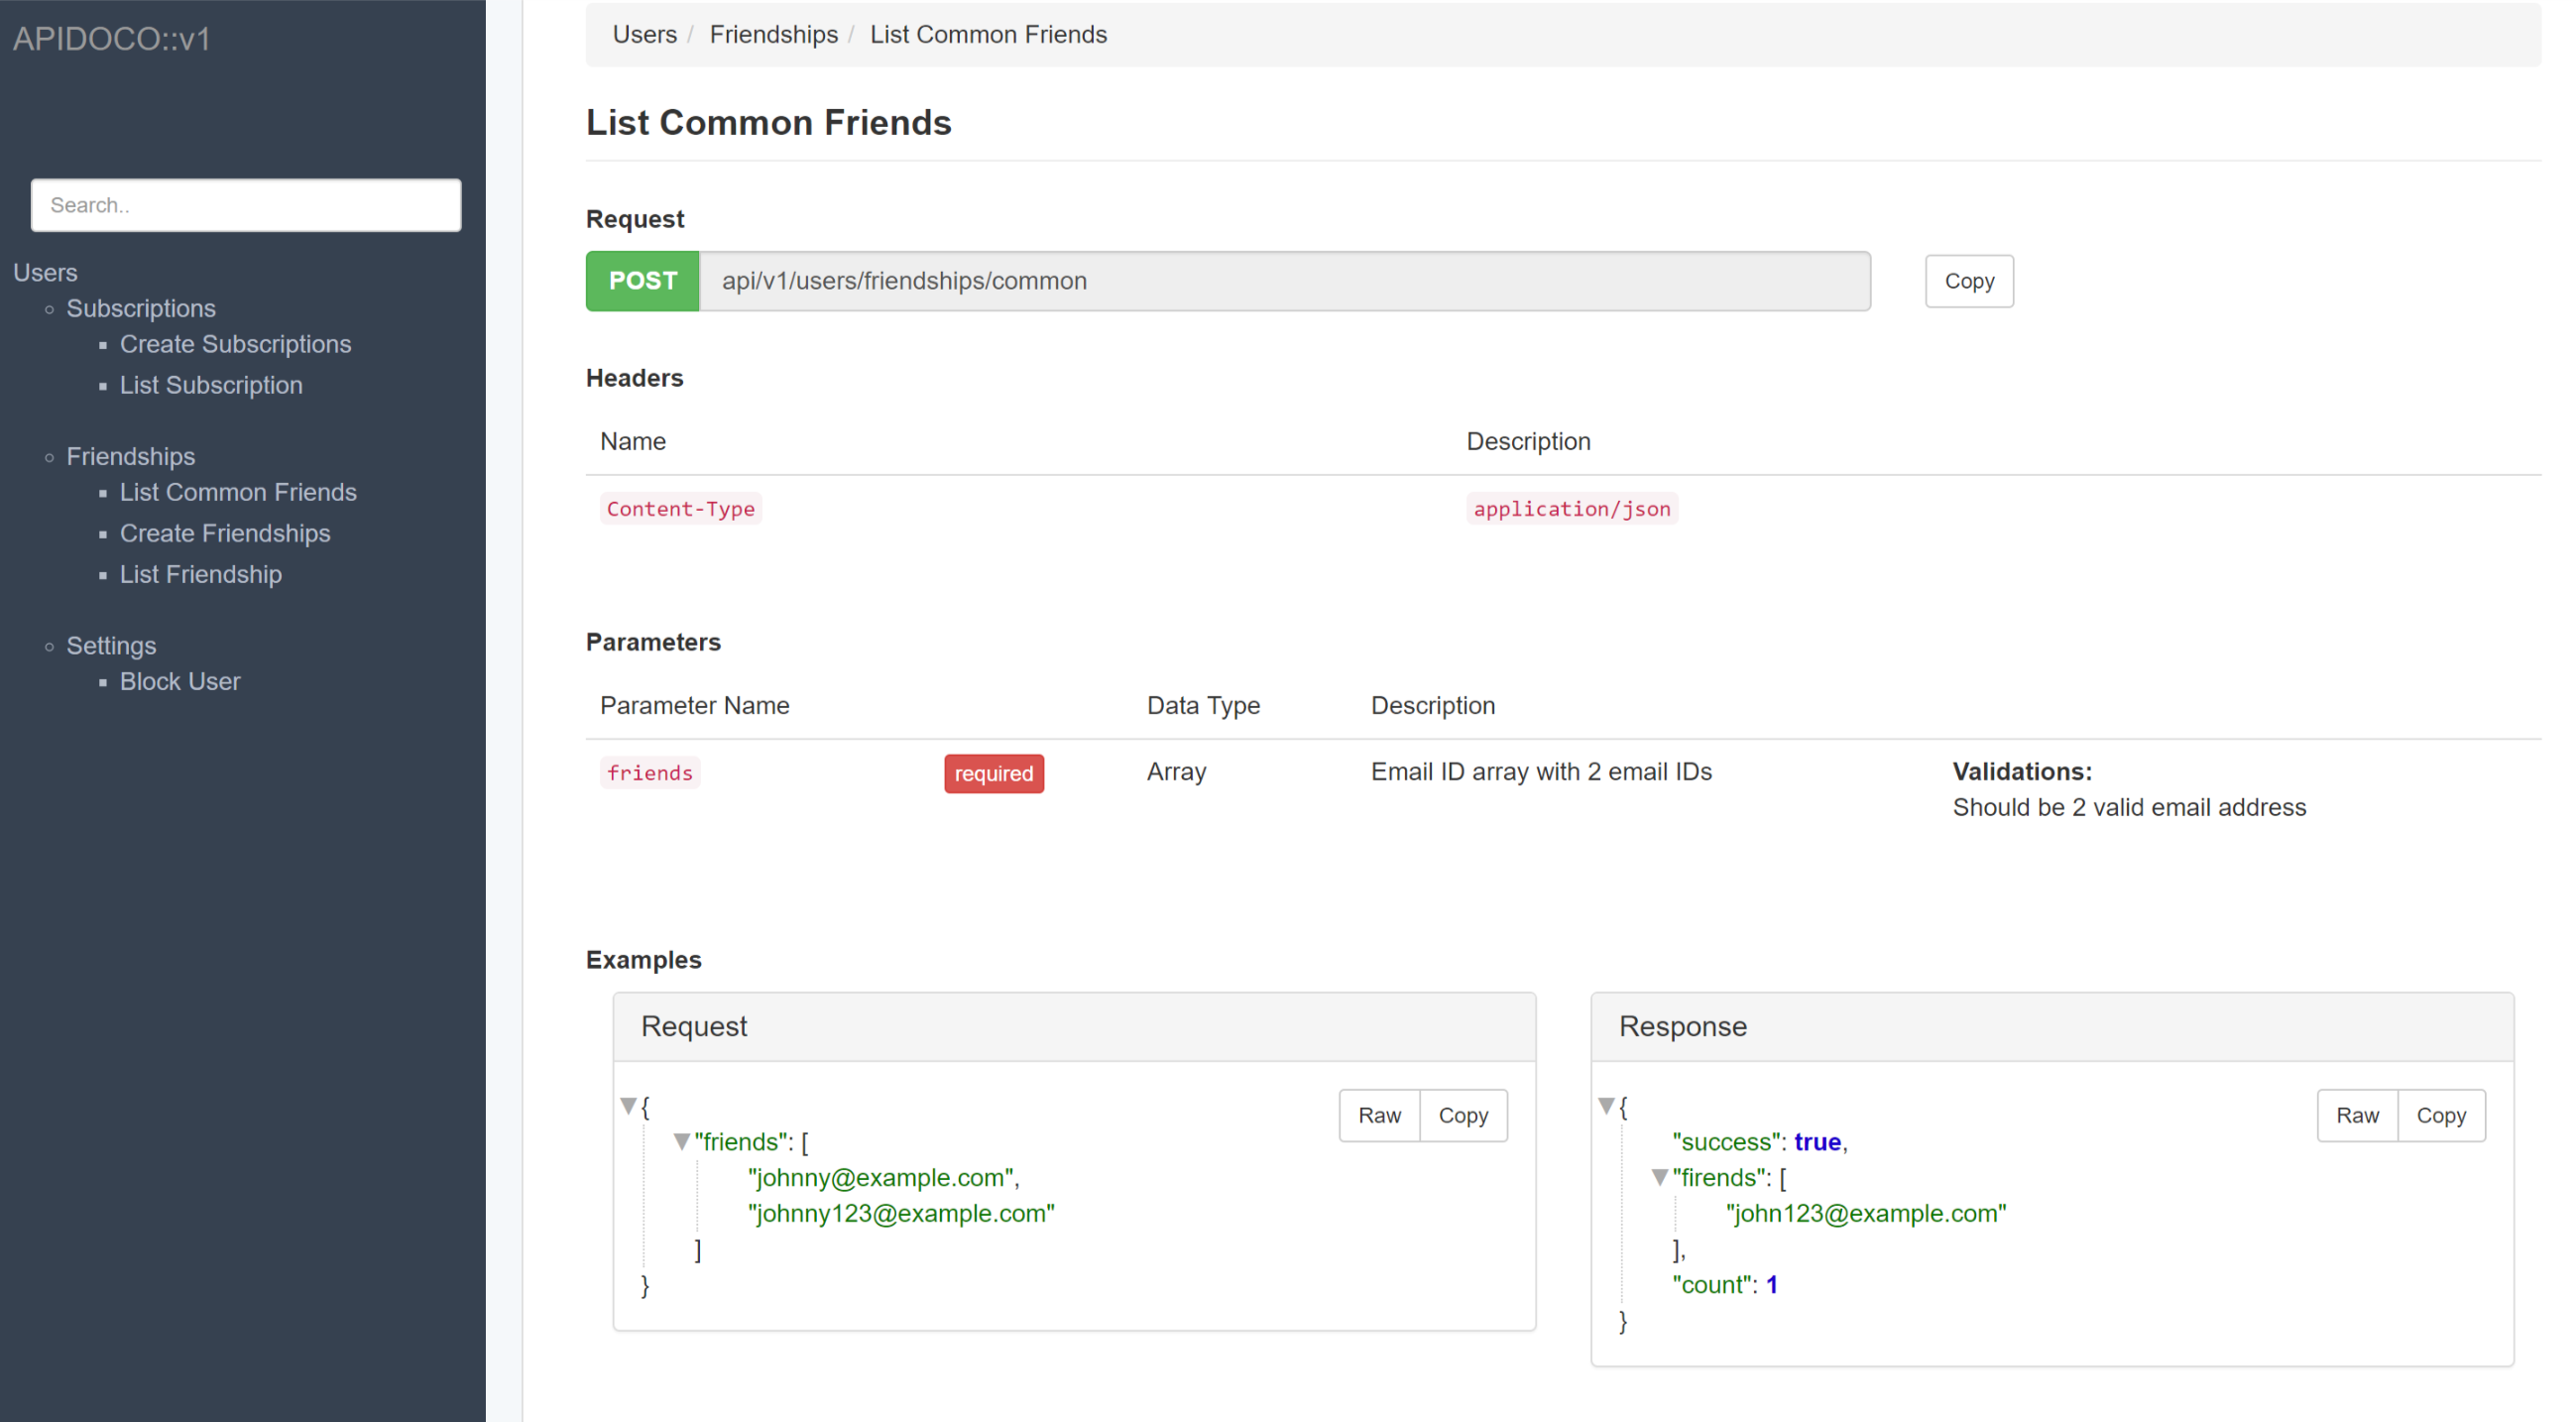 APIDOCO::v1
Search..
Users
Subscriptions
Create Subscriptions
List Subscription
Friendships
List Common Friends
Create Friendships
List Friendship
Settings
Block User
Users / Friendships / List Common Friends
List Common Friends
Request
POST api/v1/users/friendships/common Copy
Headers
Name Description
Content-Type application/json
Parameters
Parameter Name Data Type Description
friends required Array Email ID array with 2 email IDs Validations:
Should be 2 valid email address
Examples
Request
Raw Copy
{
"friends": [
"johnny@example.com",
"johnny123@example.com"
]
}
Response
Raw Copy
{
"success": true,
"firends": [
"john123@example.com"
],
"count": 1
}